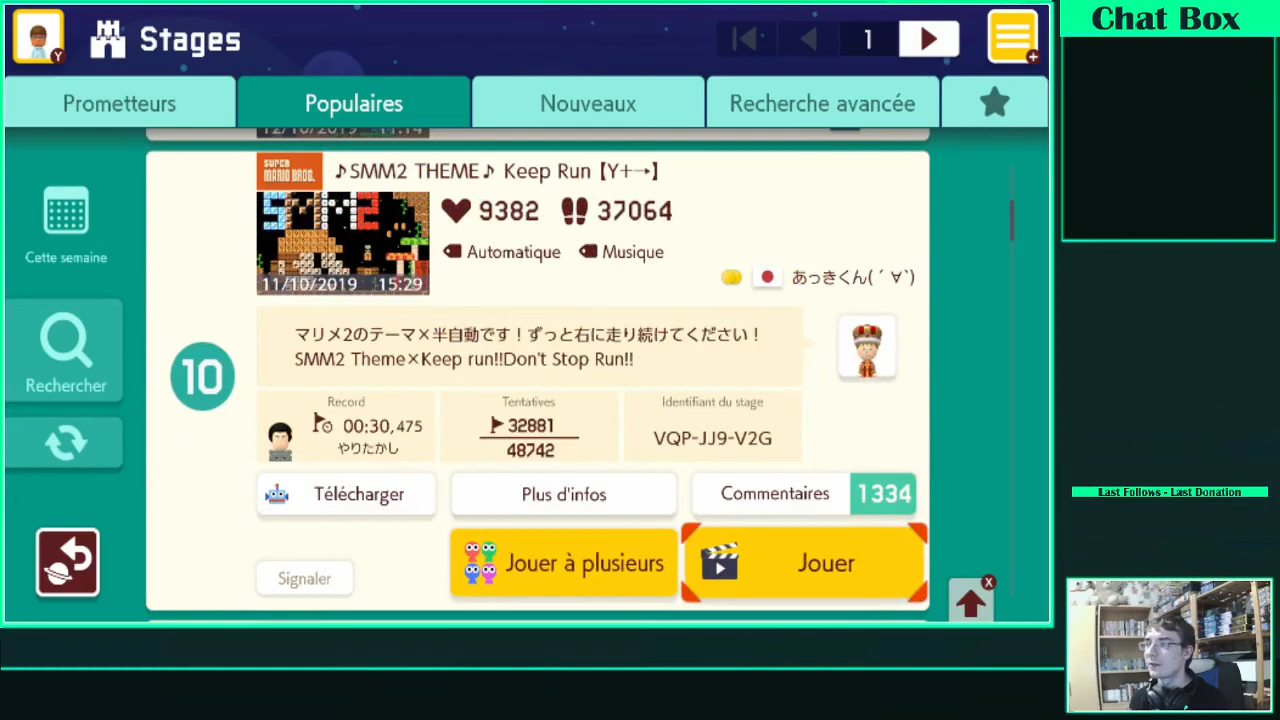 Stages
1
Chat Box
Prometteurs
Populaires
Nouveaux
Recherche avancée
Y
+
12/10/2019 11:14
SUPER MARIO BROS.
♪SMM2 THEME♪ Keep Run【Y+→】
9382
37064
Automatique
Musique
11/10/2019 15:29
あっきくん( ´ ∀`)
Cette semaine
Rechercher
10
マリメ2のテーマ×半自動です！ずっと右に走り続けてください！
SMM2 Theme×Keep run!!Don't Stop Run!!
Record
00:30,475
やりたかし
Tentatives
32881
48742
Identifiant du stage
VQP-JJ9-V2G
Télécharger
Plus d'infos
Commentaires
1334
Signaler
Jouer à plusieurs
Jouer
X
Last Follows - Last Donation